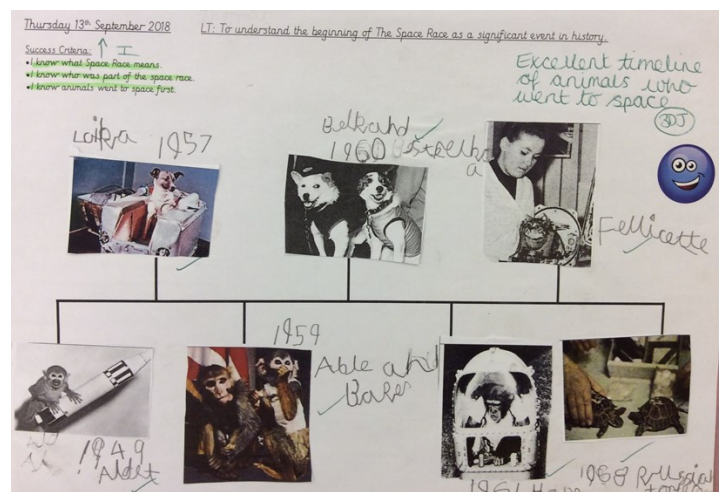 Thursday 13th September 2018
LT: To understand the beginning of The Space Race as a significant event in history.
Success Criteria: I
•I know what Space Race means.
•I know who was part of the space race.
•I know animals went to space first.
Excellent timeline
of animals who
went to space
Laika 1957
1960
Fellicette
1959
Able and
1949
1961
1968